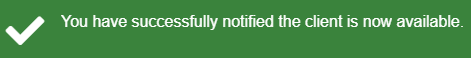 You have successfully notified the client is now available.